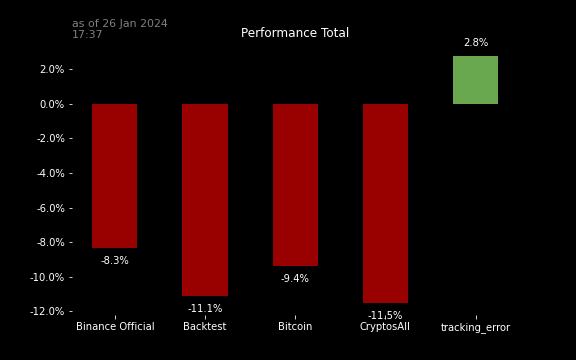 as of 26 Jan 2024
17:37
Performance Total
2.8%
2.0%
0.0%
-2.0%
-4.0%
-6.0%
-8.0%
-10.0%
-12.0%
-8.3%
-11.1%
-9.4%
-11.5%
Binance Official
Backtest
Bitcoin
CryptosAll
tracking_error